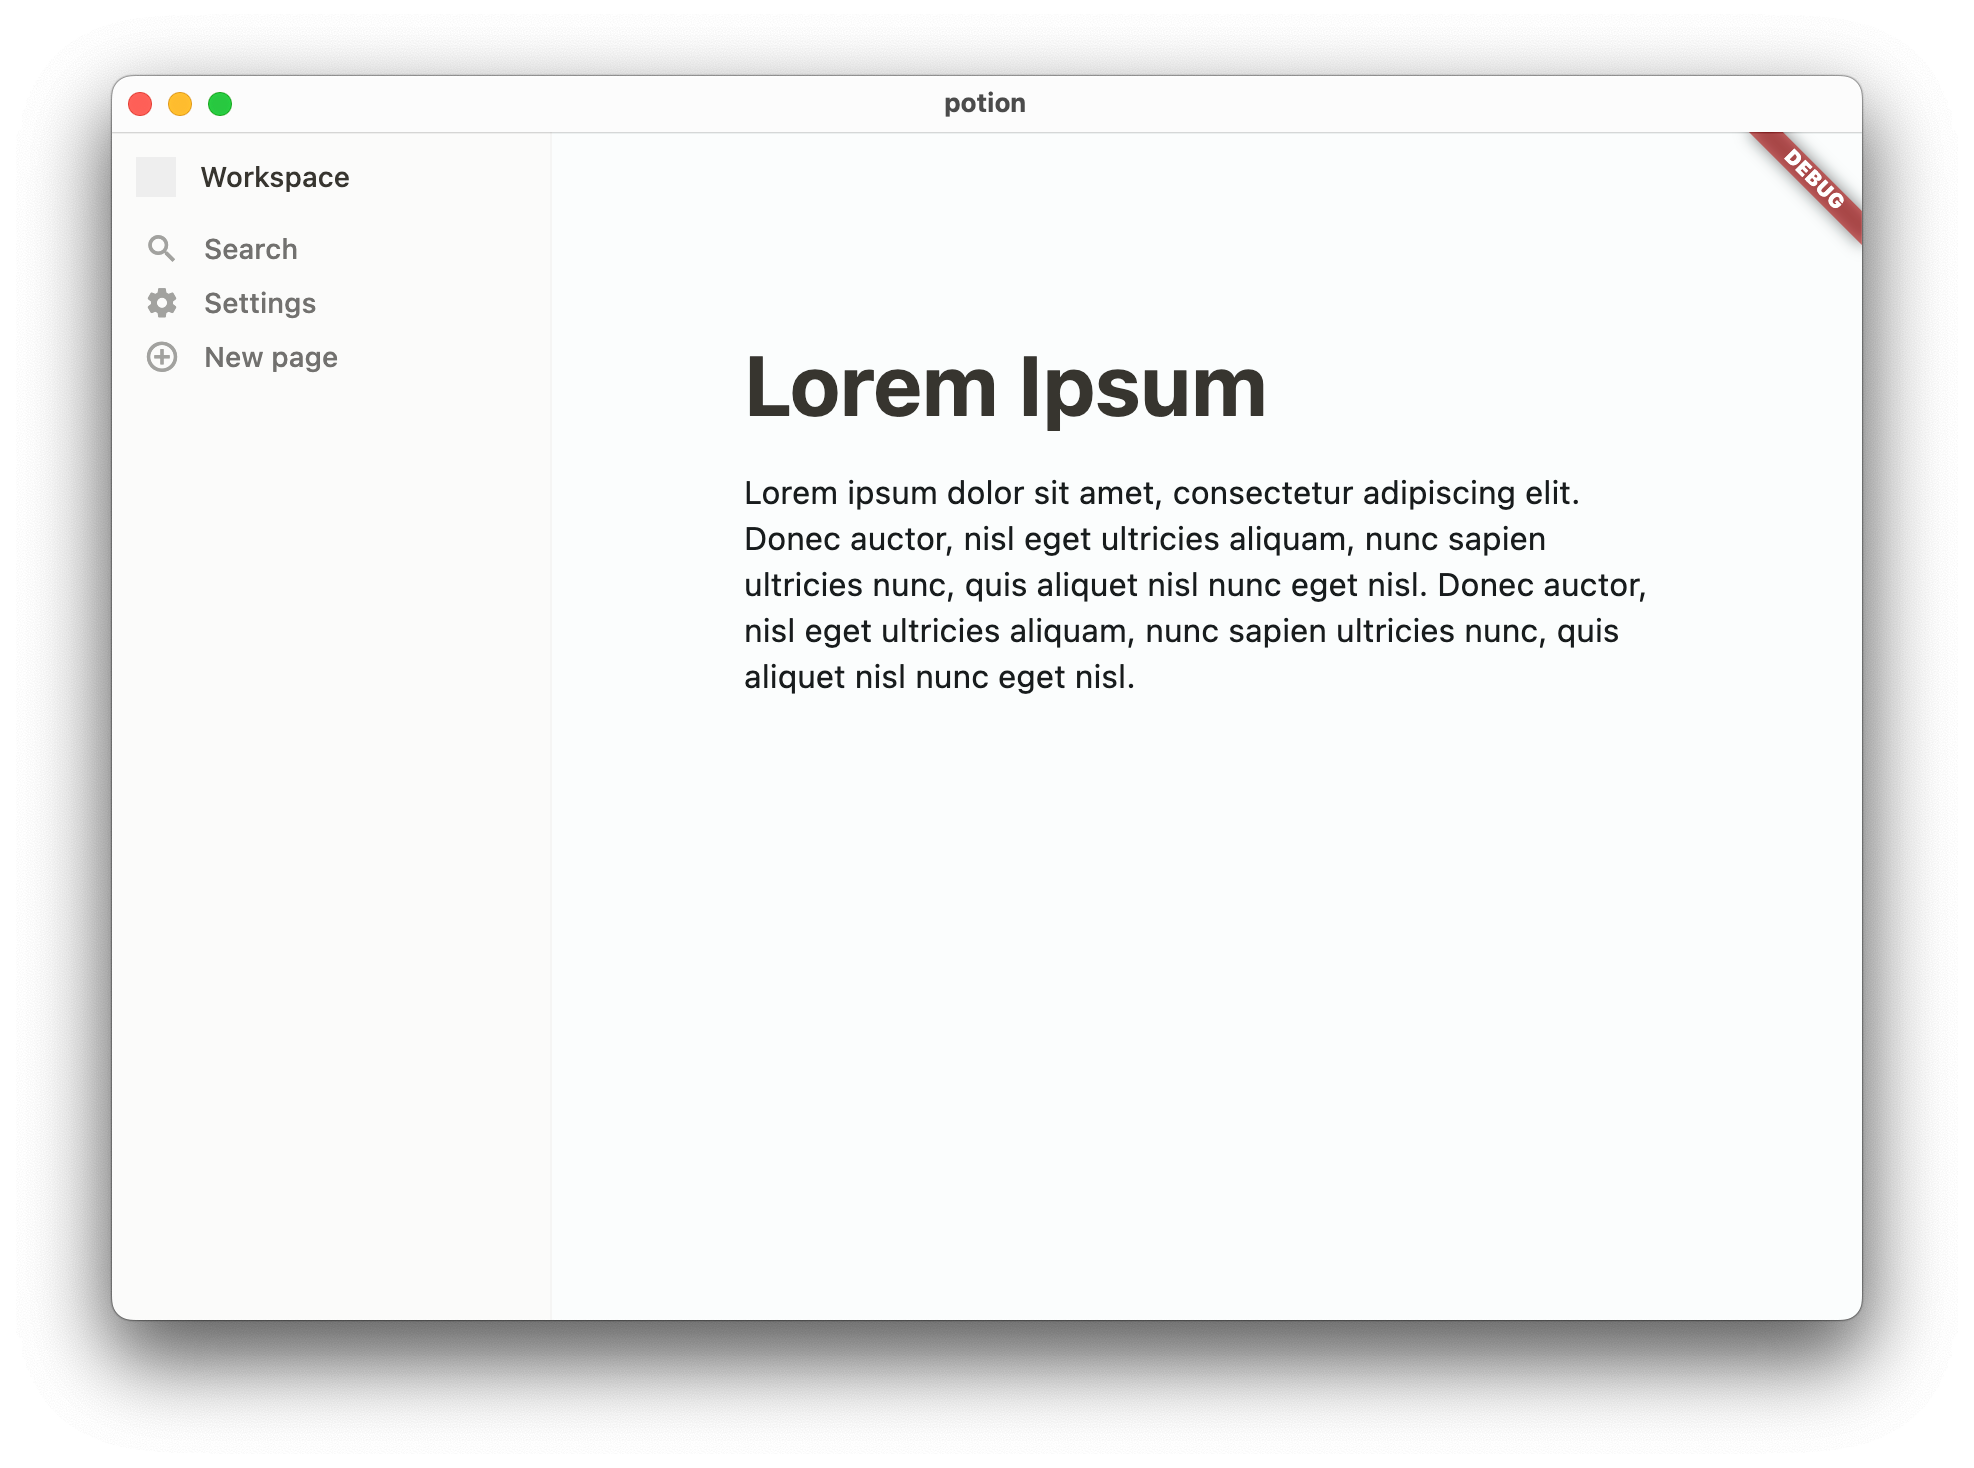 potion
DEBUG
Workspace
Search
Settings
New page
Lorem Ipsum
Lorem ipsum dolor sit amet, consectetur adipiscing elit.
Donec auctor, nisl eget ultricies aliquam, nunc sapien
ultricies nunc, quis aliquet nisl nunc eget nisl. Donec auctor,
nisl eget ultricies aliquam, nunc sapien ultricies nunc, quis
aliquet nisl nunc eget nisl.